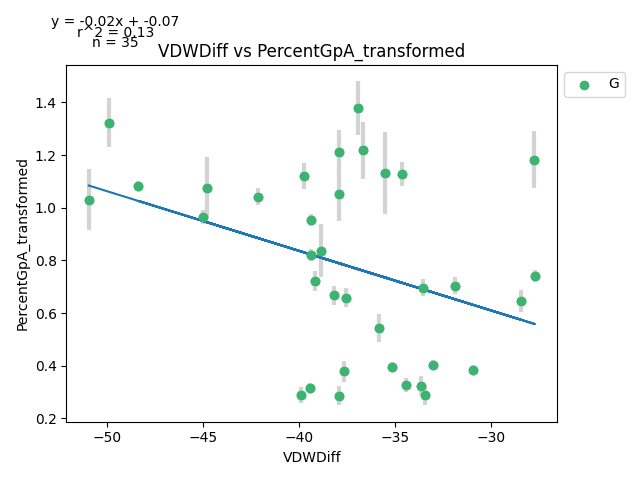 y = -0.02x + -0.07
r^2 = 0.13
n = 35
VDWDiff vs PercentGpA_transformed
G
PercentGpA_transformed
1.4
1.2
1.0
0.8
0.6
0.4
0.2
−50
−45
−40
−35
−30
VDWDiff